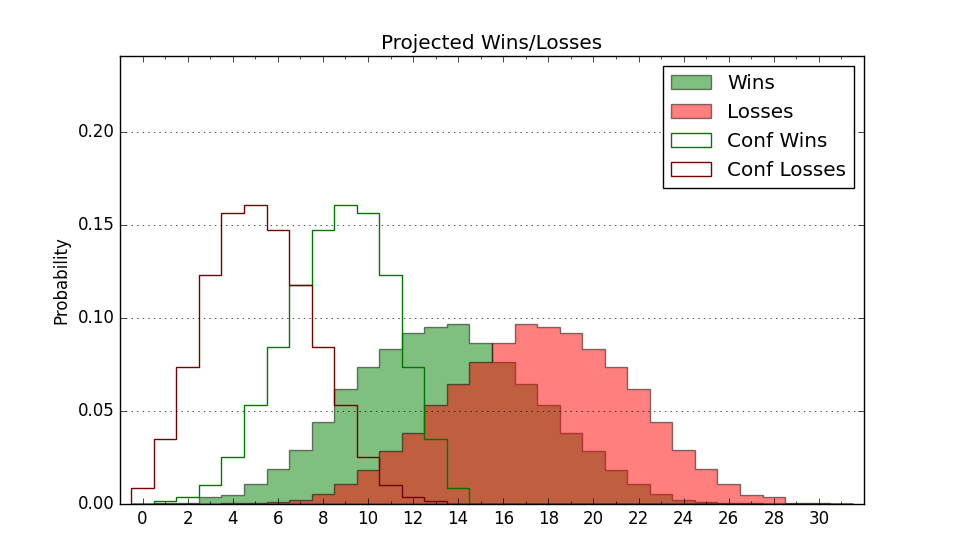 Projected Wins/Losses
Wins
Losses
Conf Wins
Conf Losses
Probability
0.20
0.15
0.10
0.05
0.00
0 2 4 6 8 10 12 14 16 18 20 22 24 26 28 30